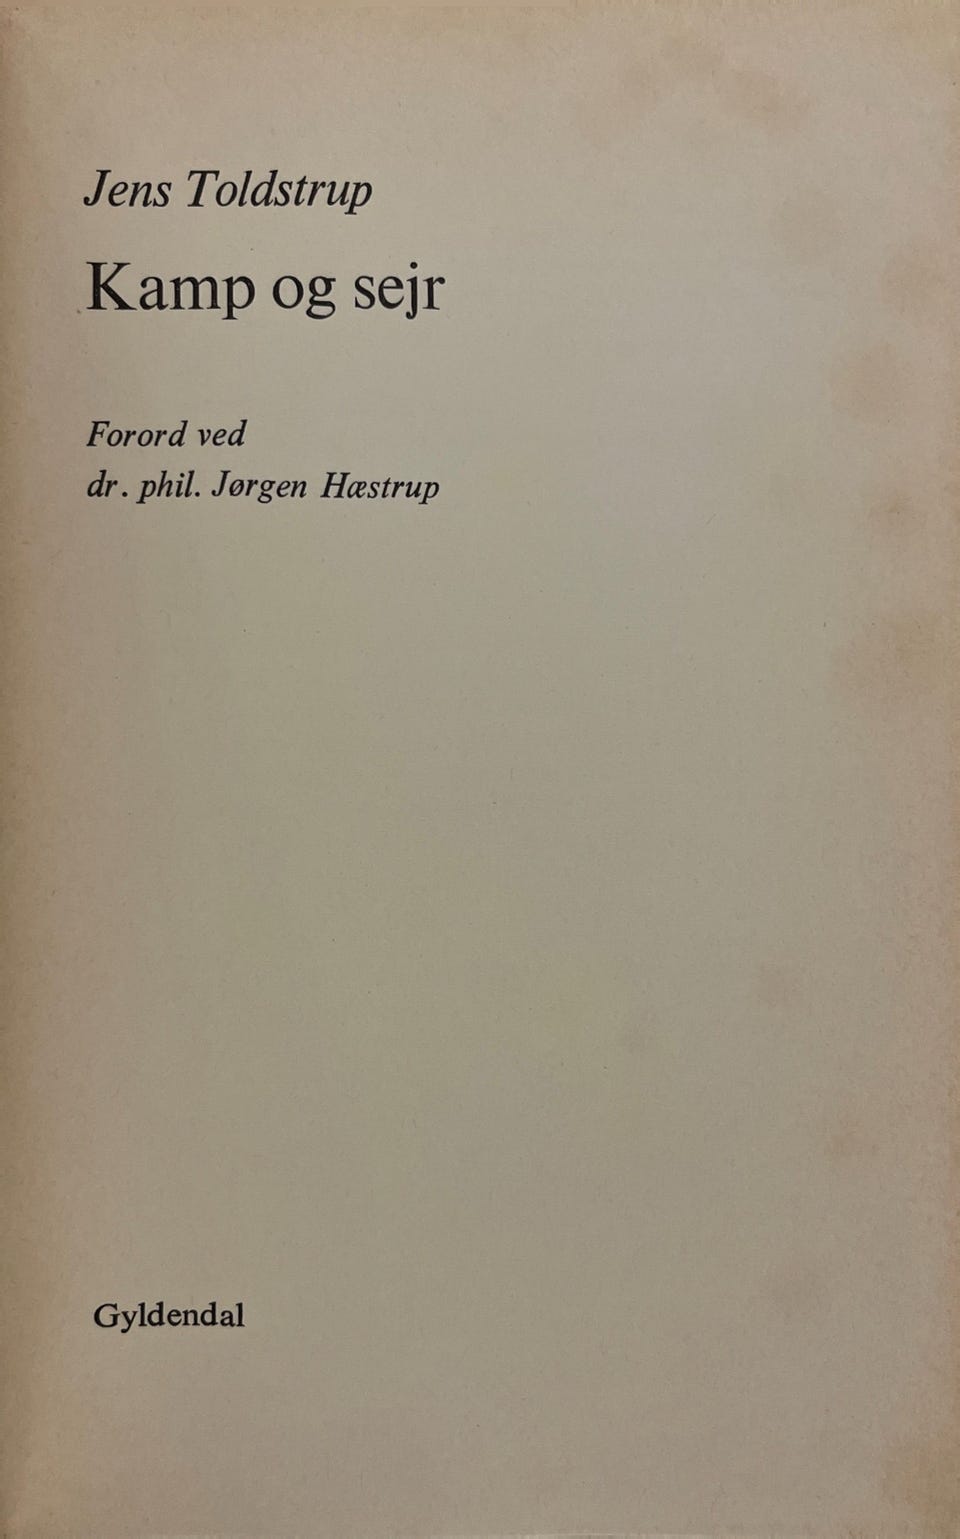 Jens Toldstrup
Kamp og sejr
Forord ved
dr. phil. Jørgen Hæstrup
Gyldendal